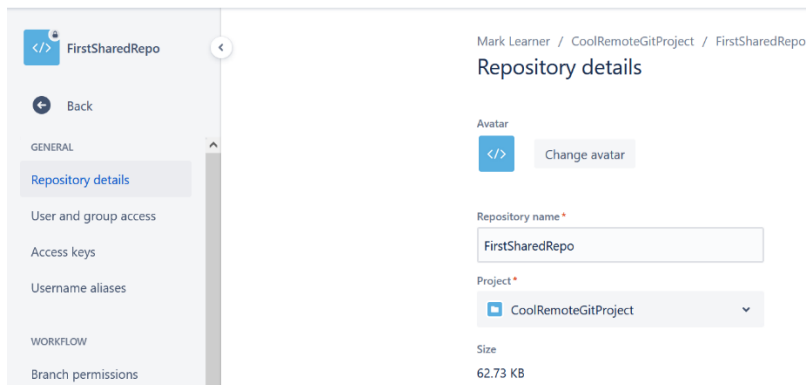 </> FirstSharedRepo
Back
GENERAL
Repository details
User and group access
Access keys
Username aliases
WORKFLOW
Branch permissions
Mark Learner / CoolRemoteGitProject / FirstSharedRepo
Repository details
Avatar
</> Change avatar
Repository name*
FirstSharedRepo
Project*
CoolRemoteGitProject
Size
62.73 KB